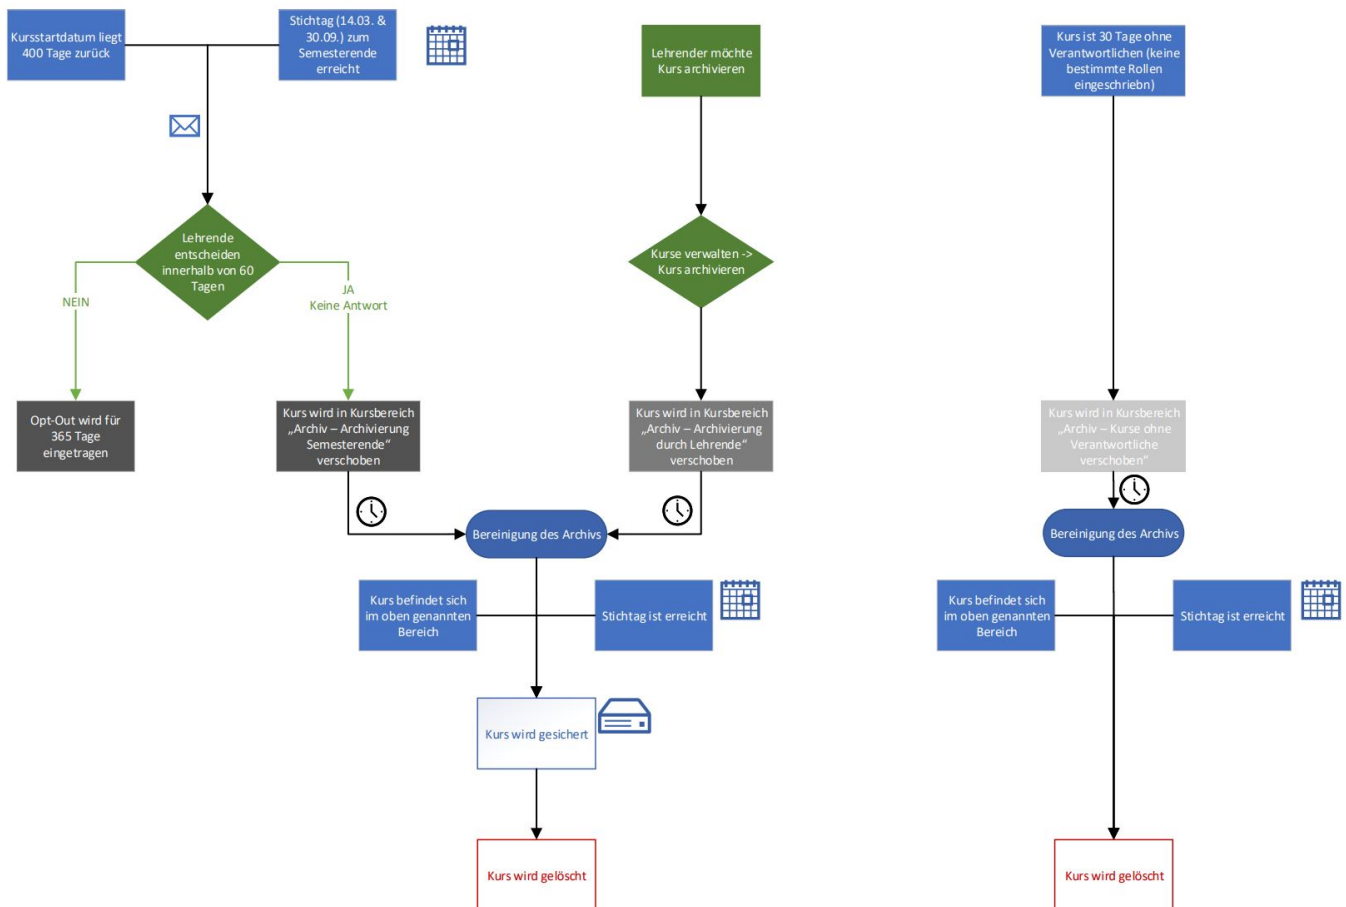 Kursstartdatum liegt
400 Tage zurück
Stichtag (14.03. &
30.09.) zum
Semesterende
erreicht
Lehrender möchte
Kurs archivieren
Kurs ist 30 Tage ohne
Verantwortlichen (keine
bestimmte Rollen
eingeschriebn)
Lehrende
entscheiden
innerhalb von 60
Tagen
NEIN
JA
Keine Antwort
Kurse verwalten ->
Kurs archivieren
Opt-Out wird für
365 Tage
eingetragen
Kurs wird in Kursbereich
„Archiv – Archivierung
Semesterende“
verschoben
Kurs wird in Kursbereich
„Archiv – Archivierung
durch Lehrende“
verschoben
Kurs wird in Kursbereich
„Archiv – Kurse ohne
Verantwortliche
verschoben“
Bereinigung des Archivs
Bereinigung des Archivs
Kurs befindet sich
im oben genannten
Bereich
Stichtag ist erreicht
Kurs befindet sich
im oben genannten
Bereich
Stichtag ist erreicht
Kurs wird gesichert
Kurs wird gelöscht
Kurs wird gelöscht